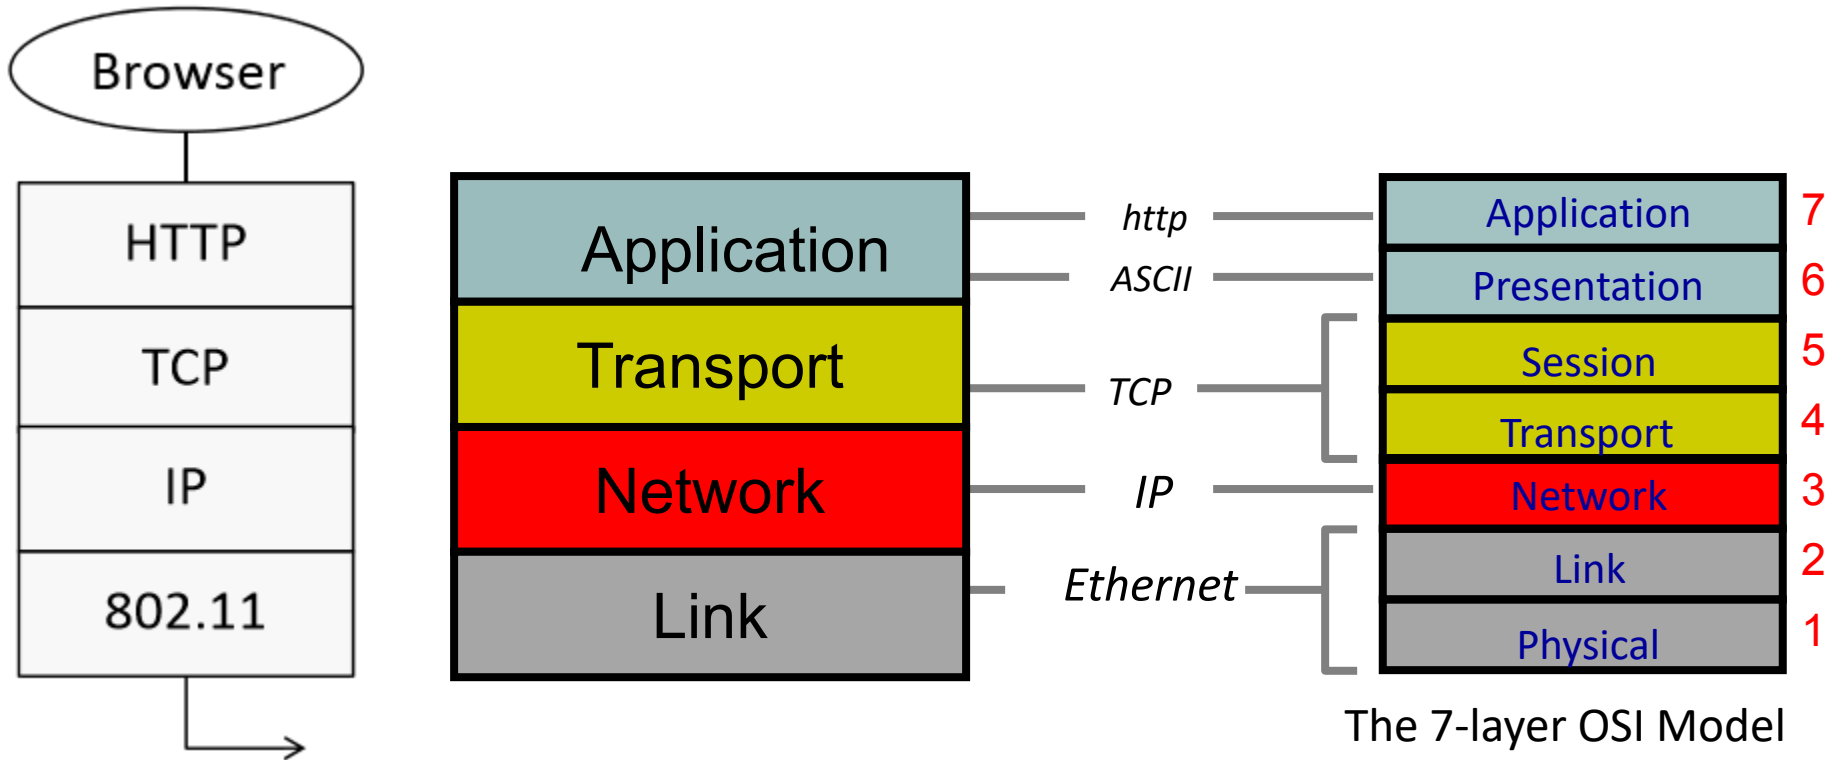 Browser
HTTP
TCP
IP
802.11
Application
Transport
Network
Link
http
ASCII
TCP
IP
Ethernet
Application 7
Presentation 6
Session 5
Transport 4
Network 3
Link 2
Physical 1
The 7-layer OSI Model